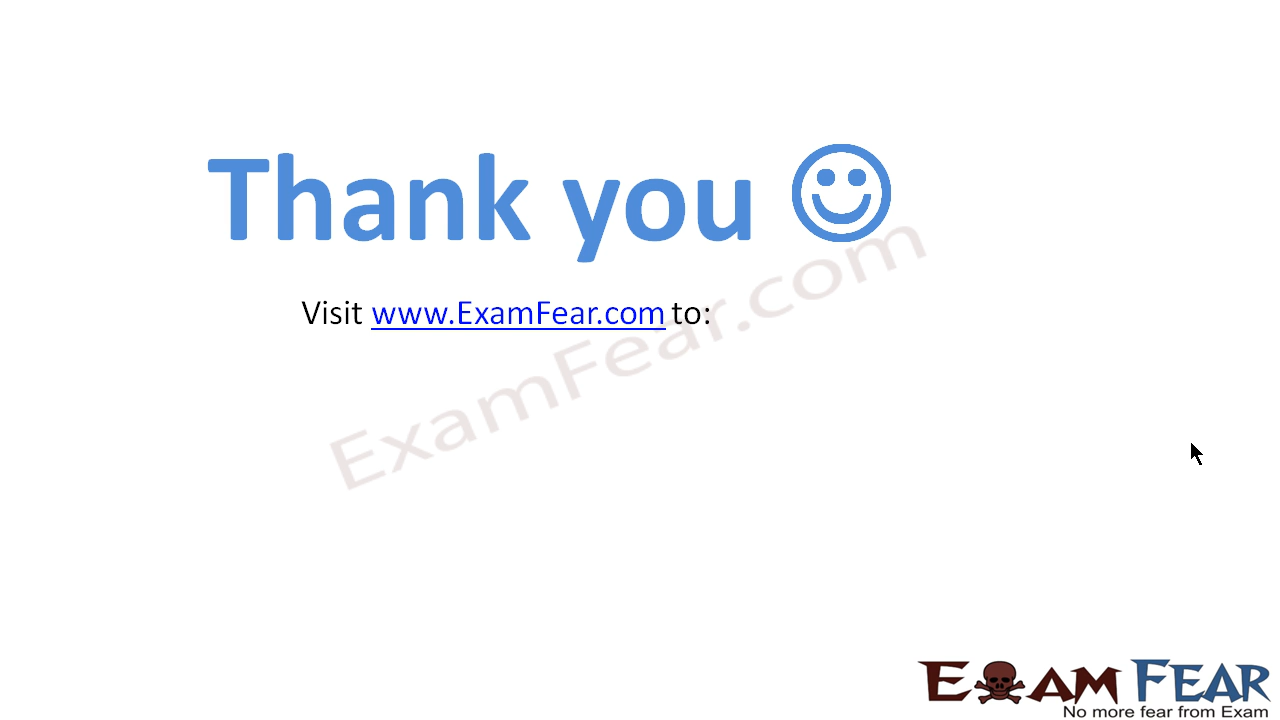 Thank you ☺
Visit www.ExamFear.com to:
ExamFear.com
EXAM FEAR
No more fear from Exam